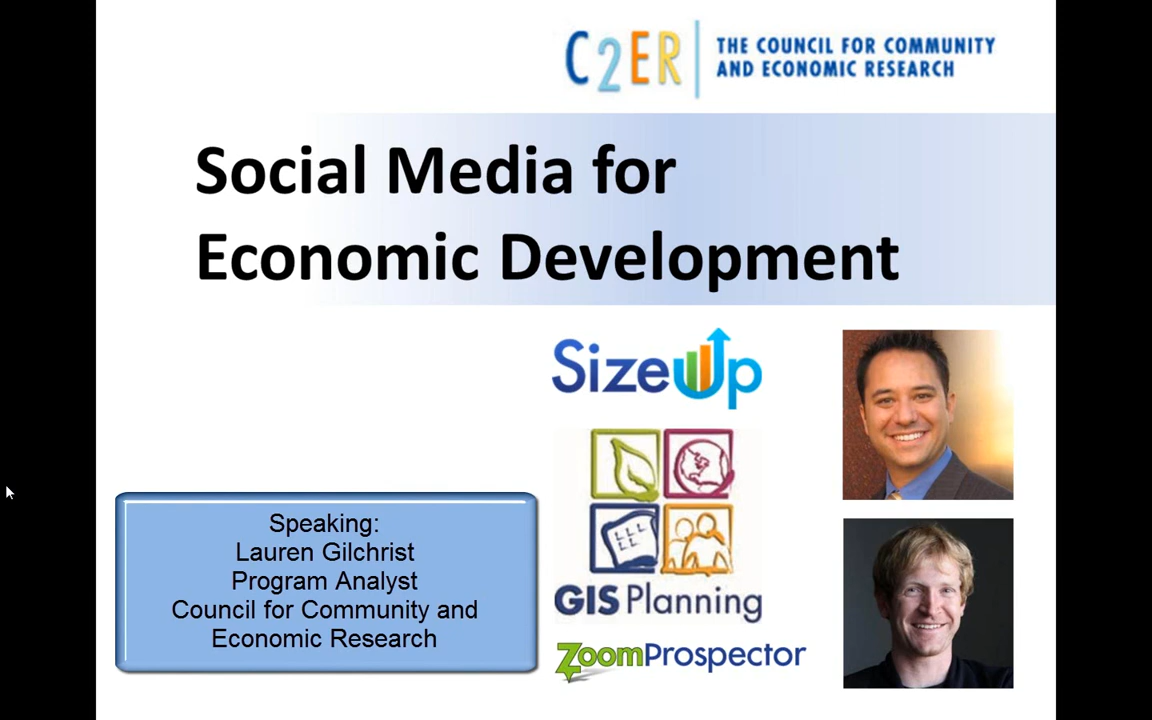 C2ER
THE COUNCIL FOR COMMUNITY
AND ECONOMIC RESEARCH
Social Media for
Economic Development
SizeUp
GIS Planning
ZoomProspector
Speaking:
Lauren Gilchrist
Program Analyst
Council for Community and
Economic Research